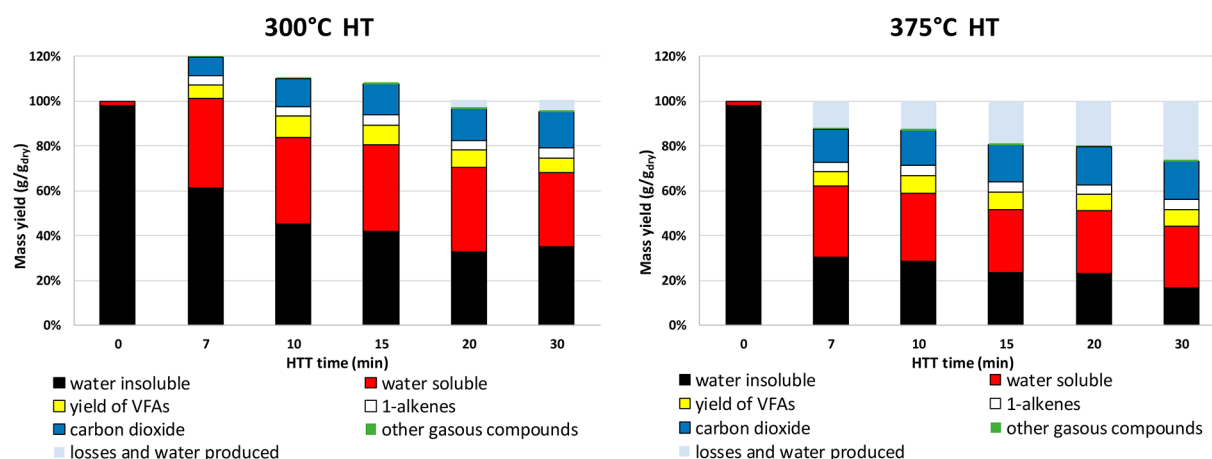 300°C HT
120%
100%
80%
60%
40%
20%
0%
Mass yield (g/gdry)
0 7 10 15 20 30
HTT time (min)
water insoluble water soluble
yield of VFAs 1-alkenes
carbon dioxide other gasous compounds
losses and water produced
375°C HT
120%
100%
80%
60%
40%
20%
0%
Mass yield (g/gdry)
0 7 10 15 20 30
HTT time (min)
water insoluble water soluble
yield of VFAs 1-alkenes
carbon dioxide other gasous compounds
losses and water produced